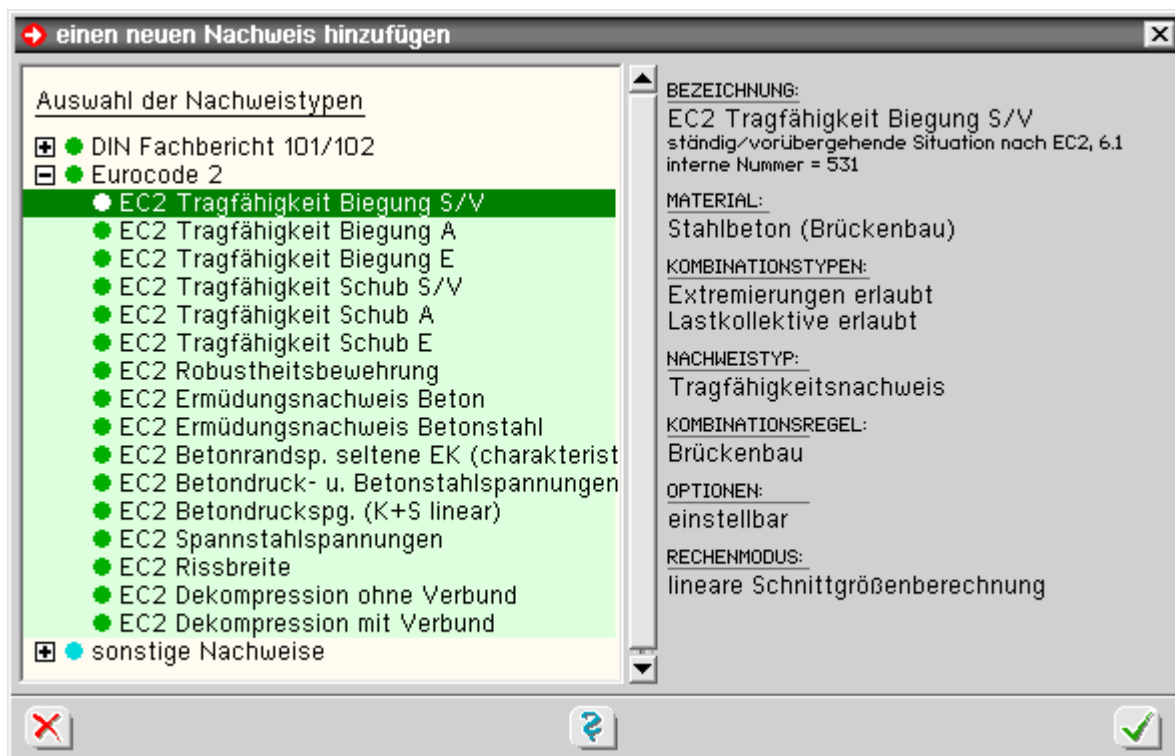 einen neuen Nachweis hinzufügen
Auswahl der Nachweistypen
DIN Fachbericht 101/102
Eurocode 2
EC2 Tragfähigkeit Biegung S/V
EC2 Tragfähigkeit Biegung A
EC2 Tragfähigkeit Biegung E
EC2 Tragfähigkeit Schub S/V
EC2 Tragfähigkeit Schub A
EC2 Tragfähigkeit Schub E
EC2 Robustheitsbewehrung
EC2 Ermüdungsnachweis Beton
EC2 Ermüdungsnachweis Betonstahl
EC2 Betonrandsp. seltene EK (charakterist
EC2 Betondruck- u. Betonstahlspannungen
EC2 Betondruckspg. (K+S linear)
EC2 Spannstahlspannungen
EC2 Rissbreite
EC2 Dekompression ohne Verbund
EC2 Dekompression mit Verbund
sonstige Nachweise
BEZEICHNUNG:
EC2 Tragfähigkeit Biegung S/V
ständig/vorübergehende Situation nach EC2, 6.1
interne Nummer = 531
MATERIAL:
Stahlbeton (Brückenbau)
KOMBINATIONSTYPEN:
Extremierungen erlaubt
Lastkollektive erlaubt
NACHWEISTYP:
Tragfähigkeitsnachweis
KOMBINATIONSREGEL:
Brückenbau
OPTIONEN:
einstellbar
RECHENMODUS:
lineare Schnittgrößenberechnung